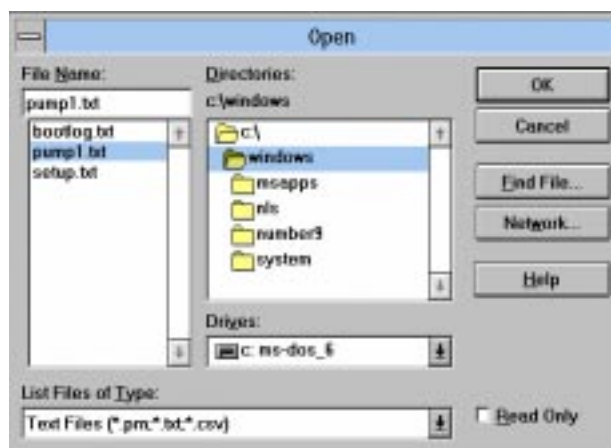 Open
File Name:
pump1.txt
bootlog.txt
pump1.txt
setup.txt
Directories:
c:\windows
c:\
windows
msapps
nls
number9
system
OK
Cancel
Find File...
Network...
Help
Drives:
c: ms-dos_6
List Files of Type:
Text Files (*.prn;*.txt;*.csv)
Read Only